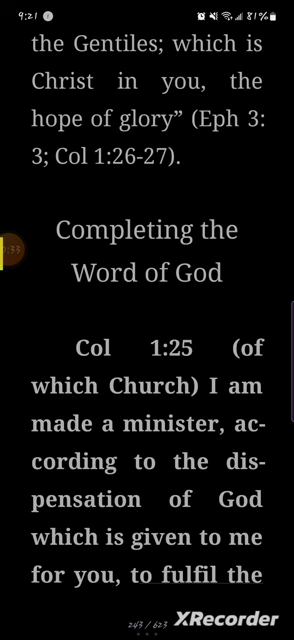 9:21
81%
the Gentiles; which is
Christ in you, the
hope of glory” (Eph 3:
3; Col 1:26-27).
:33
Completing the
Word of God
Col 1:25 (of
which Church) I am
made a minister, ac-
cording to the dis-
pensation of God
which is given to me
for you, to fulfil the
243 / 623
XRecorder